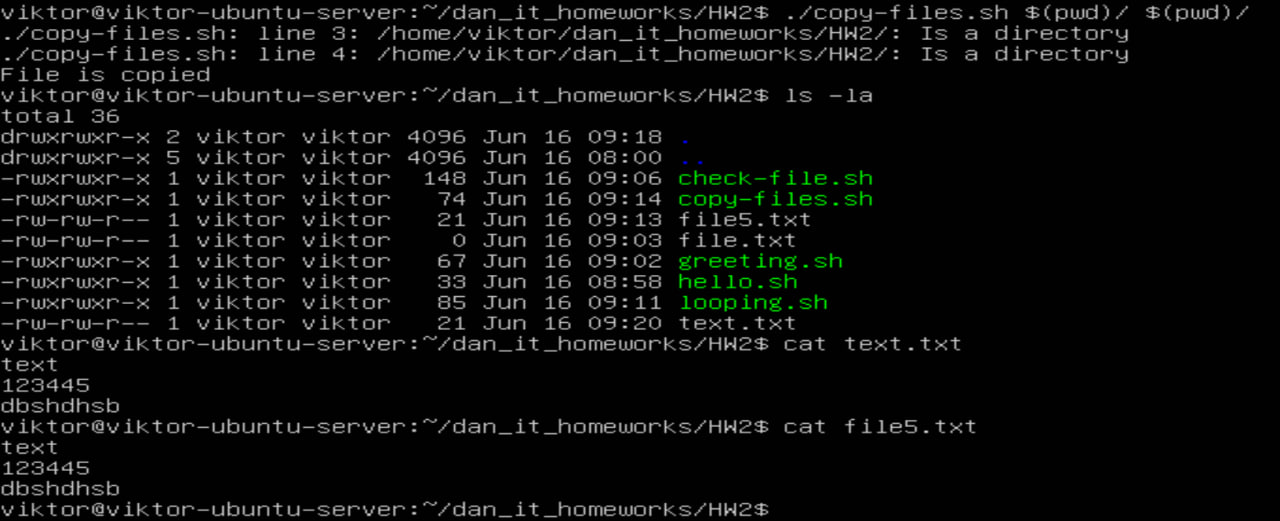 viktor@viktor-ubuntu-server:~/dan_it_homeworks/HW2$ ./copy-files.sh $(pwd)/ $(pwd)/
./copy-files.sh: line 3: /home/viktor/dan_it_homeworks/HW2/: Is a directory
./copy-files.sh: line 4: /home/viktor/dan_it_homeworks/HW2/: Is a directory
File is copied
viktor@viktor-ubuntu-server:~/dan_it_homeworks/HW2$ ls -la
total 36
drwxrwxr-x 2 viktor viktor 4096 Jun 16 09:18 .
drwxrwxr-x 5 viktor viktor 4096 Jun 16 08:00 ..
-rwxrwxr-x 1 viktor viktor  148 Jun 16 09:06 check-file.sh
-rwxrwxr-x 1 viktor viktor   74 Jun 16 09:14 copy-files.sh
-rw-rw-r-- 1 viktor viktor   21 Jun 16 09:13 file5.txt
-rw-rw-r-- 1 viktor viktor    0 Jun 16 09:03 file.txt
-rwxrwxr-x 1 viktor viktor   67 Jun 16 09:02 greeting.sh
-rwxrwxr-x 1 viktor viktor   33 Jun 16 08:58 hello.sh
-rwxrwxr-x 1 viktor viktor   85 Jun 16 09:11 looping.sh
-rw-rw-r-- 1 viktor viktor   21 Jun 16 09:20 text.txt
viktor@viktor-ubuntu-server:~/dan_it_homeworks/HW2$ cat text.txt
text
123445
dbshdhsb
viktor@viktor-ubuntu-server:~/dan_it_homeworks/HW2$ cat file5.txt
text
123445
dbshdhsb
viktor@viktor-ubuntu-server:~/dan_it_homeworks/HW2$